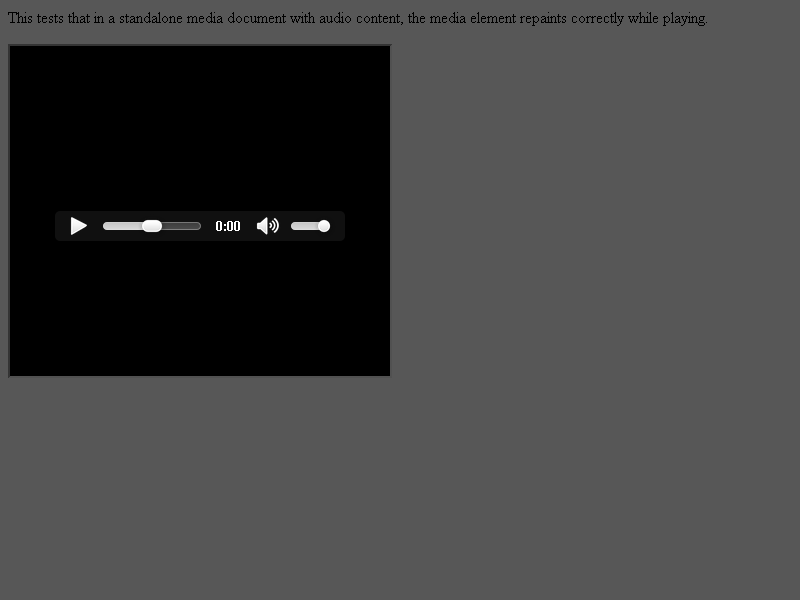 This tests that in a standalone media document with audio content, the media element repaints correctly while playing.
0:00